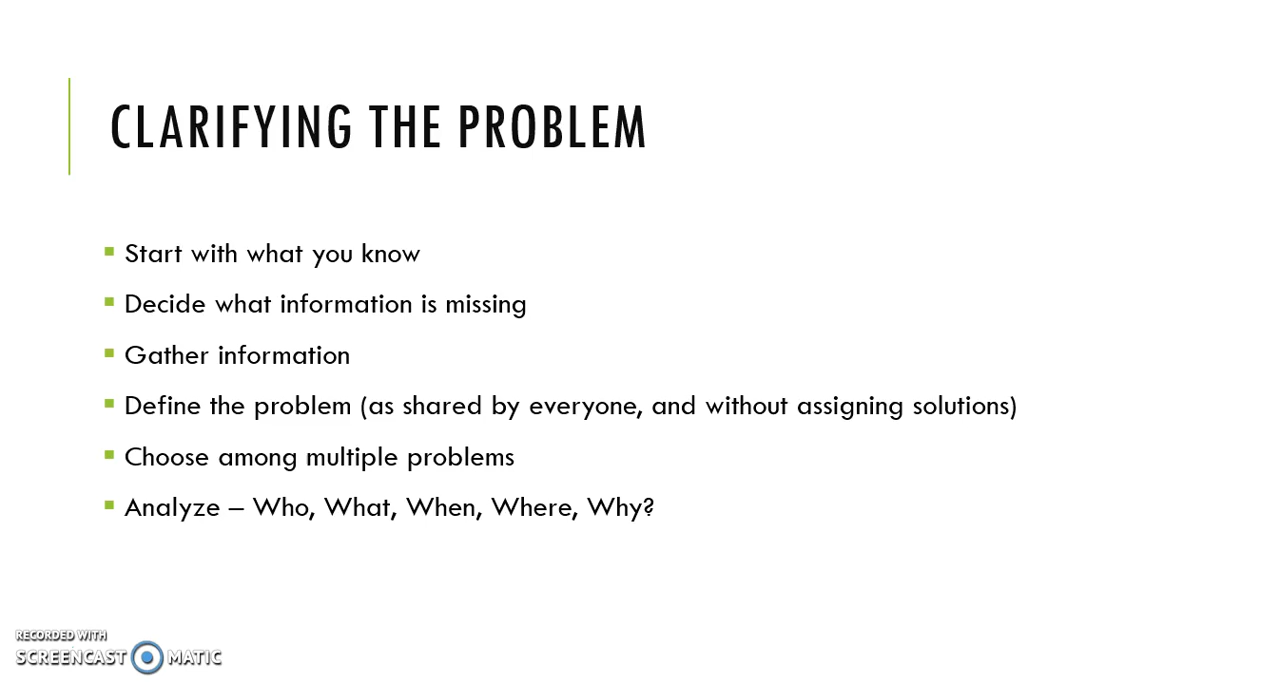 CLARIFYING THE PROBLEM
Start with what you know
Decide what information is missing
Gather information
Define the problem (as shared by everyone, and without assigning solutions)
Choose among multiple problems
Analyze – Who, What, When, Where, Why?
RECORDED WITH
SCREENCAST MATIC